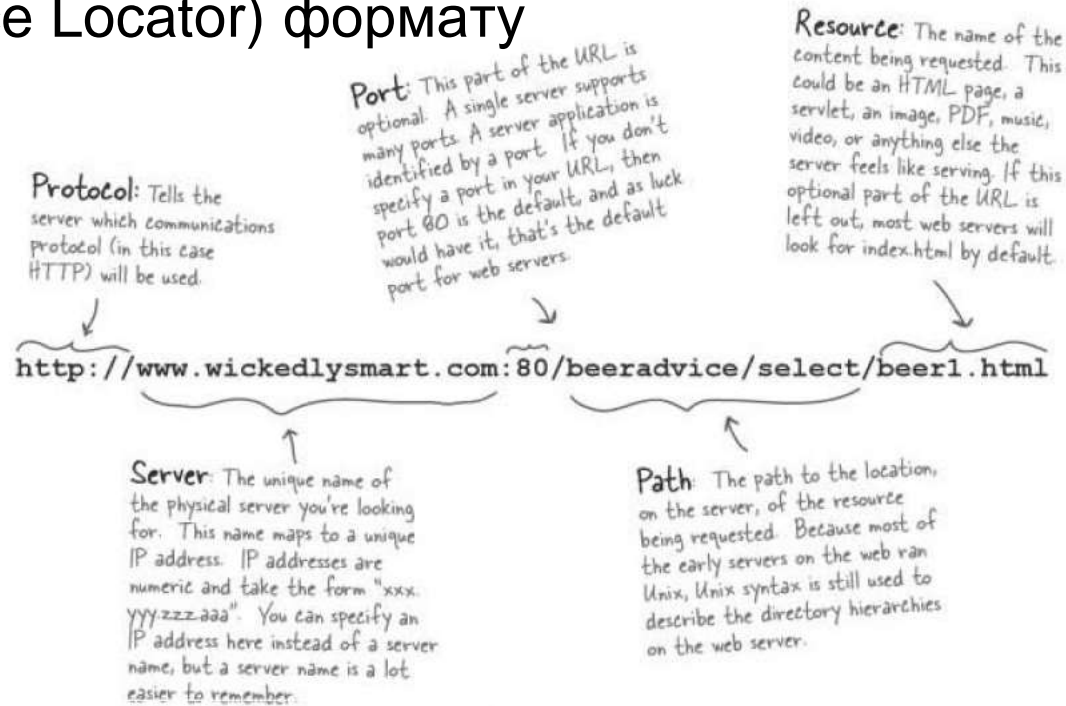 e Locator) формату
Protocol: Tells the
server which communications
protocol (in this case
HTTP) will be used.
Port: This part of the URL is
optional. A single server supports
many ports. A server application is
identified by a port. If you don't
specify a port in your URL, then
port 80 is the default, and as luck
would have it, that's the default
port for web servers.
Resource: The name of the
content being requested. This
could be an HTML page, a
servlet, an image, PDF, music,
video, or anything else the
server feels like serving. If this
optional part of the URL is
left out, most web servers will
look for index.html by default.
http://www.wickedlysmart.com:80/beeradvice/select/beer1.html
Server: The unique name of
the physical server you're looking
for. This name maps to a unique
IP address. IP addresses are
numeric and take the form "xxx.
yyy.zzz.aaa". You can specify an
IP address here instead of a server
name, but a server name is a lot
easier to remember.
Path: The path to the location,
on the server, of the resource
being requested. Because most of
the early servers on the web ran
Unix, Unix syntax is still used to
describe the directory hierarchies
on the web server.